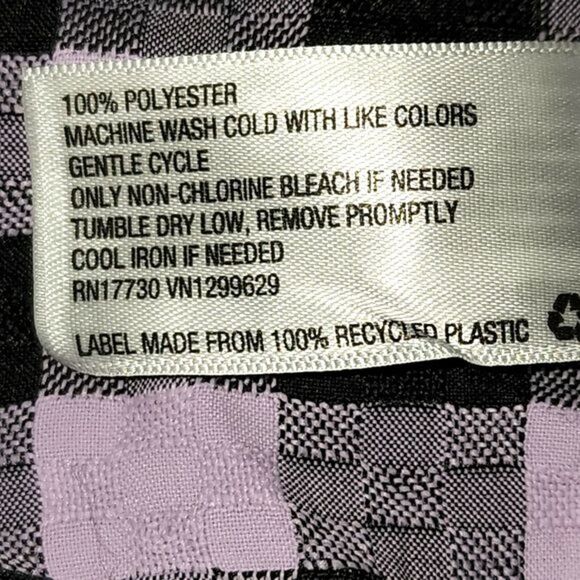 100% POLYESTER
MACHINE WASH COLD WITH LIKE COLORS
GENTLE CYCLE
ONLY NON-CHLORINE BLEACH IF NEEDED
TUMBLE DRY LOW, REMOVE PROMPTLY
COOL IRON IF NEEDED
RN17730 VN1299629
LABEL MADE FROM 100% RECYCLED PLASTIC